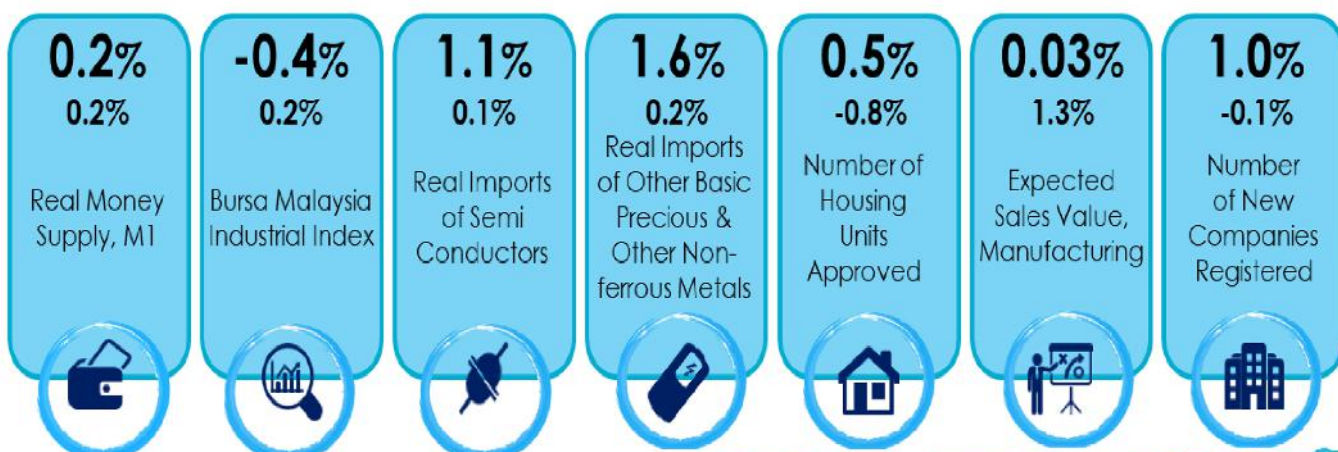 0.2%
0.2%
Real Money
Supply, M1
-0.4%
0.2%
Bursa Malaysia
Industrial Index
1.1%
0.1%
Real Imports
of Semi
Conductors
1.6%
0.2%
Real Imports
of Other Basic
Precious &
Other Non-
ferrous Metals
0.5%
-0.8%
Number of
Housing
Units
Approved
0.03%
1.3%
Expected
Sales Value,
Manufacturing
1.0%
-0.1%
Number
of New
Companies
Registered